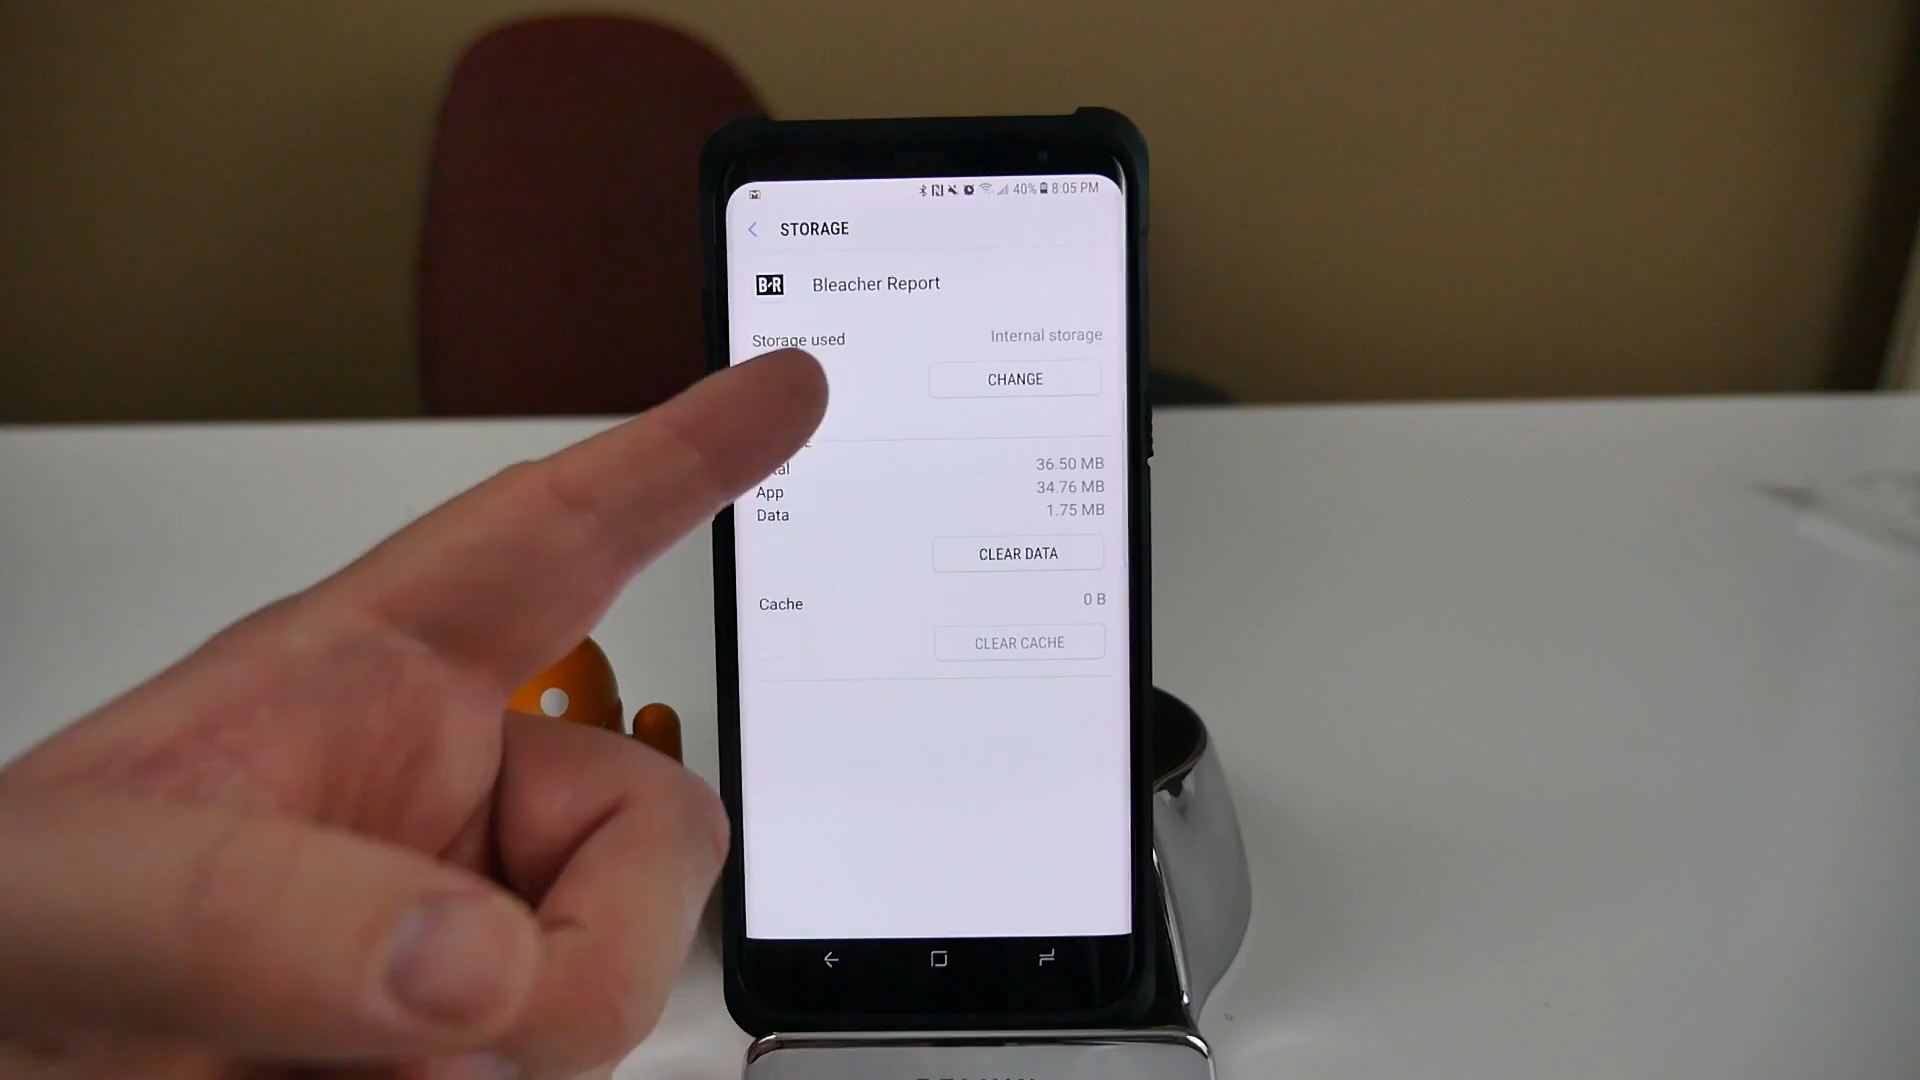 40% 8:05 PM
STORAGE
B/R Bleacher Report
Storage used Internal storage
CHANGE
36.50 MB
App 34.76 MB
Data 1.75 MB
CLEAR DATA
Cache 0 B
CLEAR CACHE